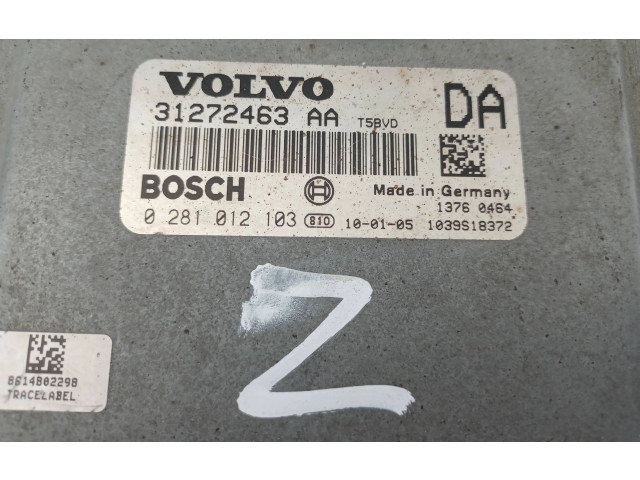 VOLVO
31272463 AA T5BVD
DA
BOSCH
Made in Germany
1376 0464
0 281 012 103 810 10-01-05 1039S18372
Z
8614802298
TRACELABEL